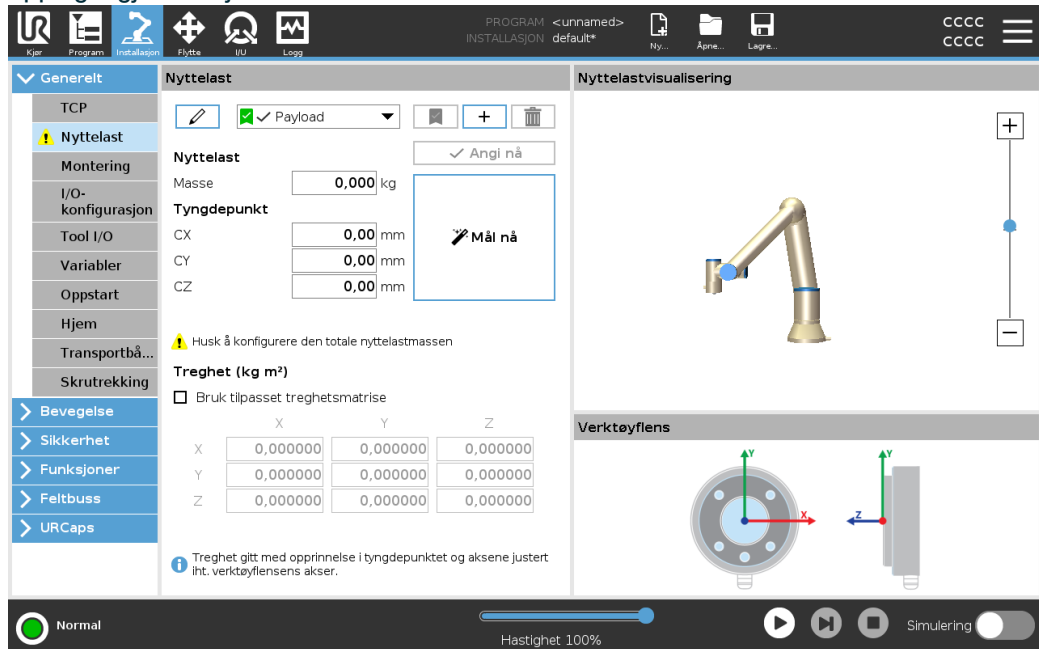 PROGRAM <unnamed>
INSTALLASJON default*
cccc
cccc
Kjør
Program
Installasjon
Flytte
I/U
Logg
Ny...
Åpne...
Lagre...
Generelt
TCP
Nyttelast
Montering
I/O-
konfigurasjon
Tool I/O
Variabler
Oppstart
Hjem
Transportbå...
Skrutrekking
Bevegelse
Sikkerhet
Funksjoner
Feltbuss
URCaps
Nyttelast
Payload
Angi nå
Nyttelast
Masse 0,000 kg
Tyngdepunkt
CX 0,00 mm
CY 0,00 mm
CZ 0,00 mm
Mål nå
Husk å konfigurere den totale nyttelastmassen
Treghet (kg m²)
Bruk tilpasset treghetsmatrise
X Y Z
X 0,000000 0,000000 0,000000
Y 0,000000 0,000000 0,000000
Z 0,000000 0,000000 0,000000
Treghet gitt med opprinnelse i tyngdepunktet og aksene justert
iht. verktøyflensens akser.
Nyttelastvisualisering
Verktøyflens
Y
X
Y
Z
Normal
Hastighet 100%
Simulering